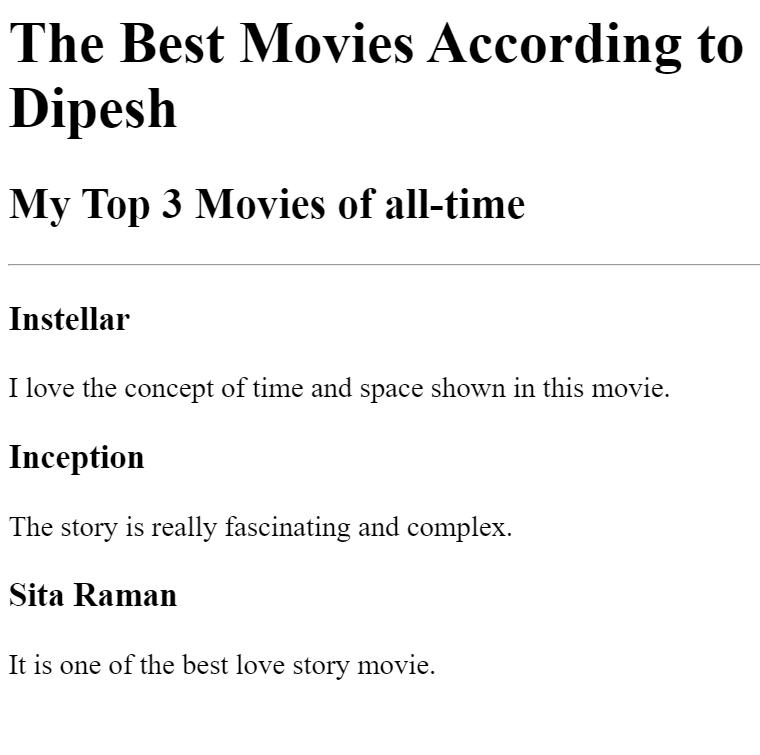 The Best Movies According to
Dipesh
My Top 3 Movies of all-time
Instellar
I love the concept of time and space shown in this movie.
Inception
The story is really fascinating and complex.
Sita Raman
It is one of the best love story movie.